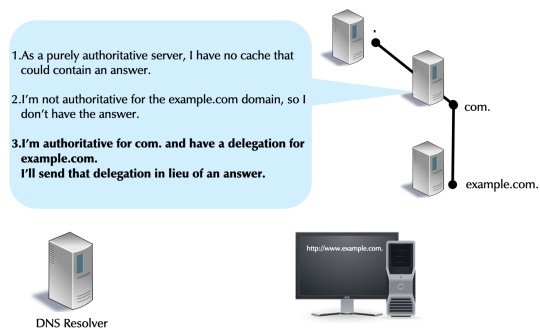 1.As a purely authoritative server, I have no cache that
could contain an answer.
2.I'm not authoritative for the example.com domain, so I
don't have the answer.
3.I'm authoritative for com. and have a delegation for
example.com.
I'll send that delegation in lieu of an answer.
.
com.
example.com.
http://www.example.com.
DNS Resolver